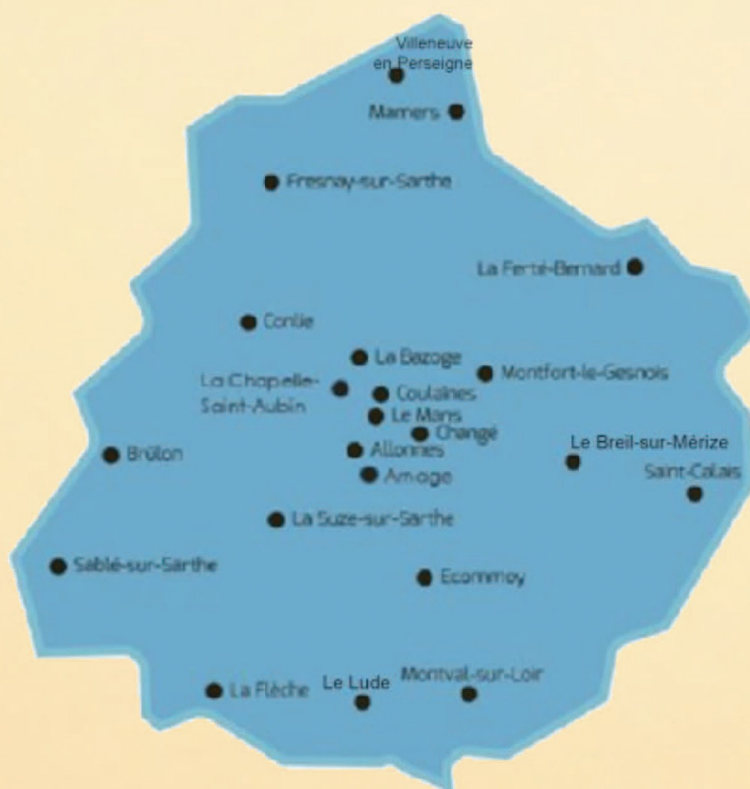 Villeneuve
en Perseigne
Mamers
Fresnay-sur-Sarthe
La Ferté-Bernard
Conlie
La Bazoge
Montfort-le-Gesnois
La Chapelle-
Saint-Aubin
Coulaines
Le Mans
Changé
Allonnes
Le Breil-sur-Mérize
Brûlon
Saint-Calais
Arnage
La Suze-sur-Sarthe
Sablé-sur-Sarthe
Ecommoy
La Flèche
Le Lude
Montval-sur-Loir